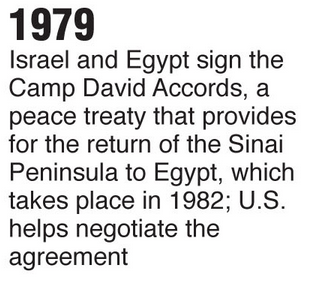 1979
Israel and Egypt sign the
Camp David Accords, a
peace treaty that provides
for the return of the Sinai
Peninsula to Egypt, which
takes place in 1982; U.S.
helps negotiate the
agreement